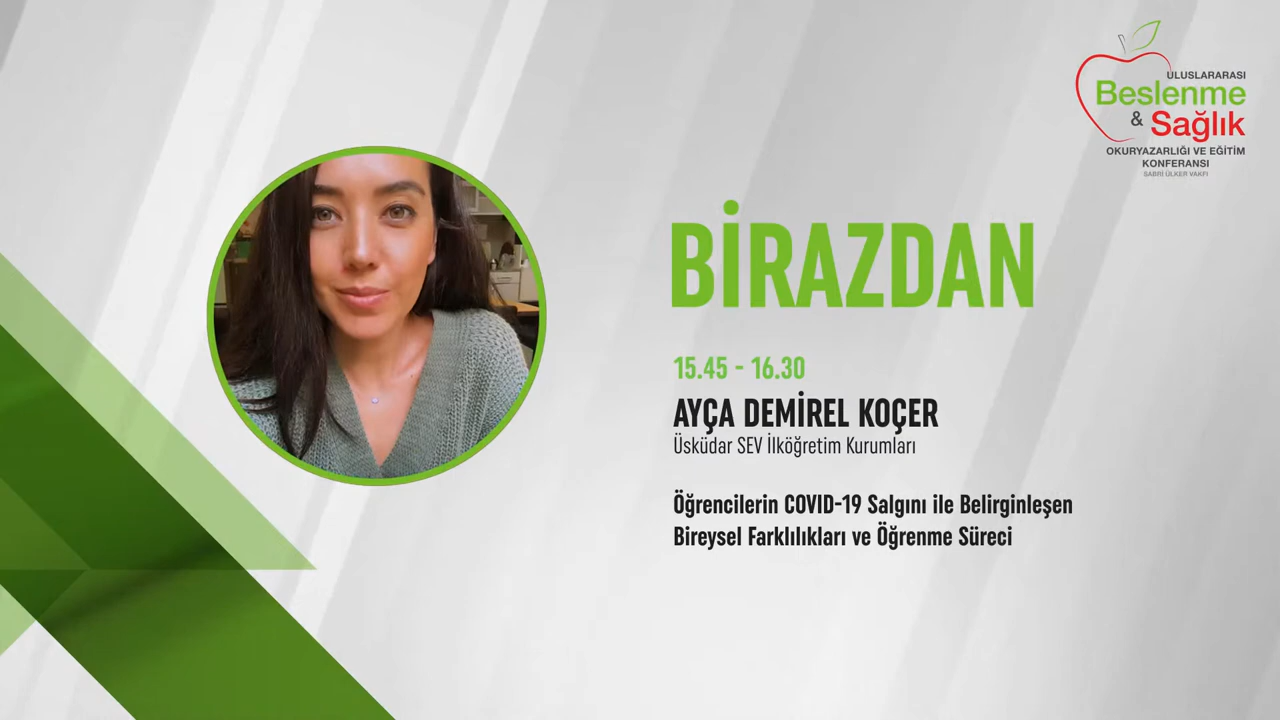 ULUSLARARASI
Beslenme
& Sağlık
OKURYAZARLIĞI VE EĞİTİM
KONFERANSI
SABRİ ÜLKER VAKFI
BİRAZDAN
15.45 - 16.30
AYÇA DEMİREL KOÇER
Üsküdar SEV İlköğretim Kurumları
Öğrencilerin COVID-19 Salgını ile Belirginleşen
Bireysel Farklılıkları ve Öğrenme Süreci